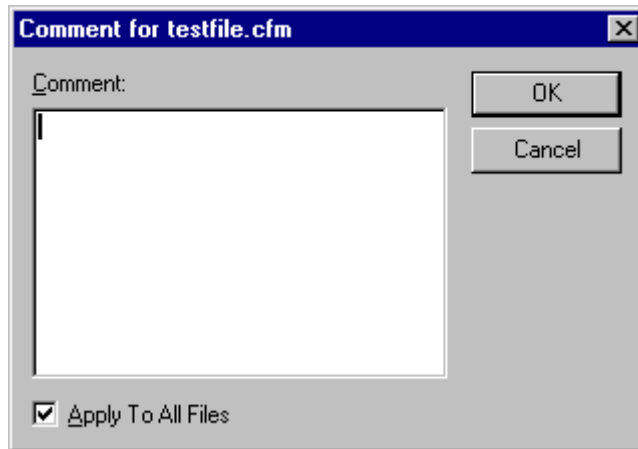 Comment for testfile.cfm
Comment:
OK
Cancel
Apply To All Files